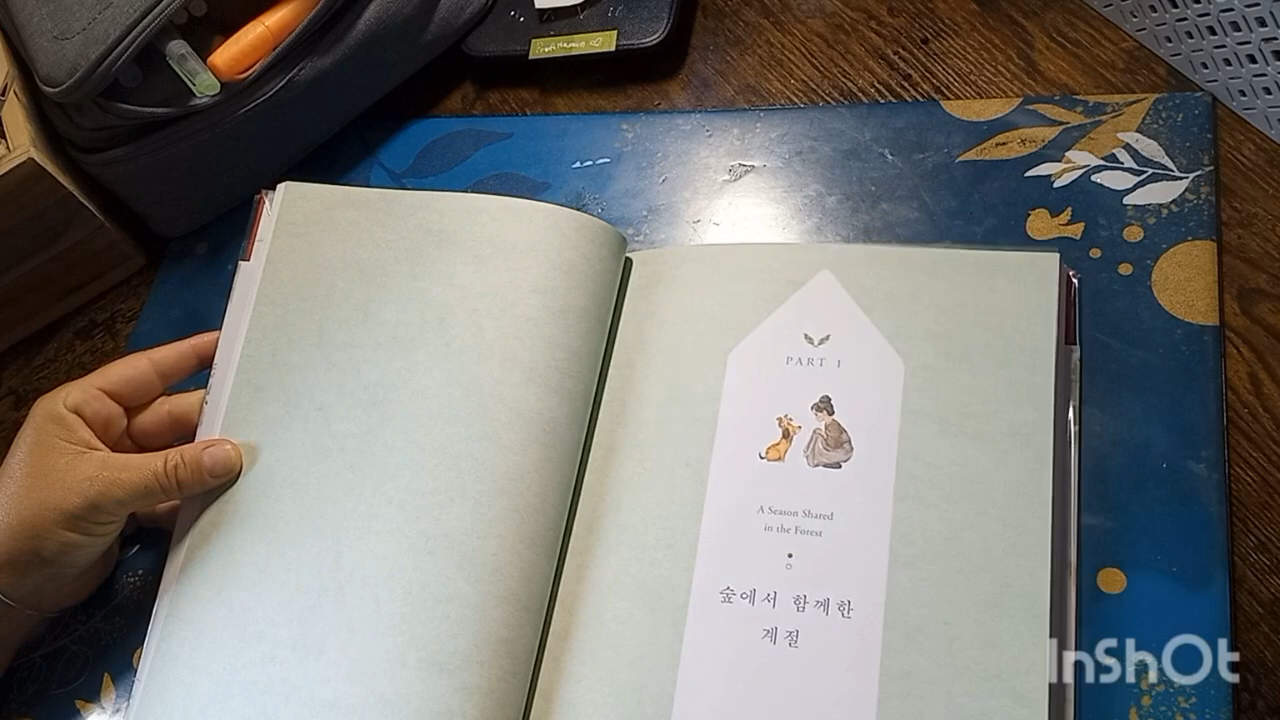 PART 1
A Season Shared
in the Forest
숲에서 함께한
계절
InShOt